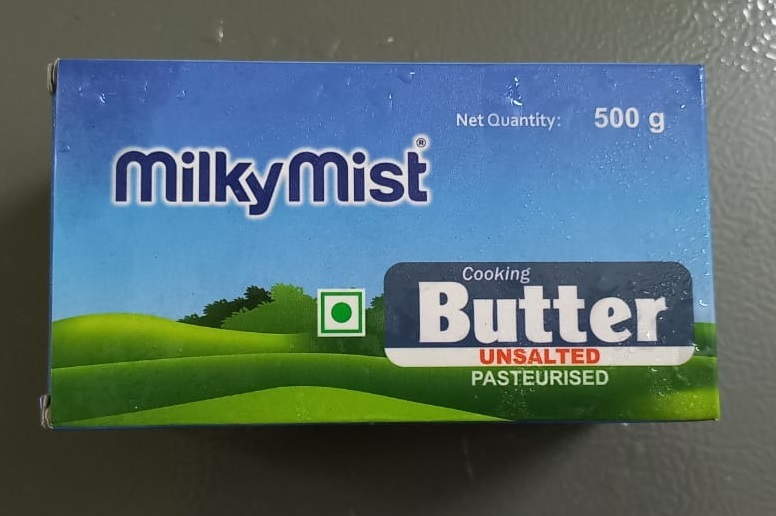 Net Quantity: 500 g
MilkyMist®
Cooking
Butter
UNSALTED
PASTEURISED